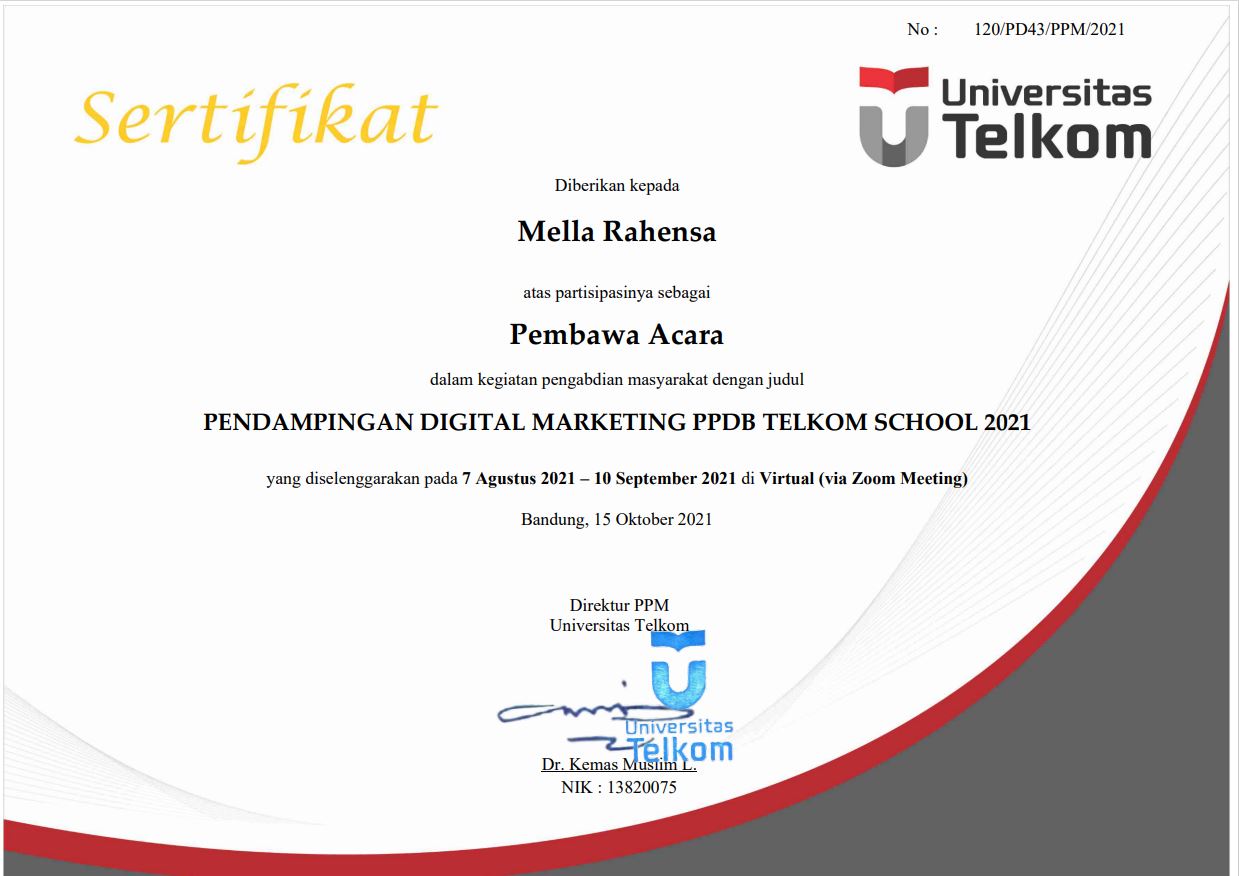 No : 120/PD43/PPM/2021
Sertifikat
Universitas
Telkom
Diberikan kepada
Mella Rahensa
atas partisipasinya sebagai
Pembawa Acara
dalam kegiatan pengabdian masyarakat dengan judul
PENDAMPINGAN DIGITAL MARKETING PPDB TELKOM SCHOOL 2021
yang diselenggarakan pada 7 Agustus 2021 – 10 September 2021 di Virtual (via Zoom Meeting)
Bandung, 15 Oktober 2021
Direktur PPM
Universitas Telkom
Universitas
Telkom
Dr. Kemas Muslim L.
NIK : 13820075